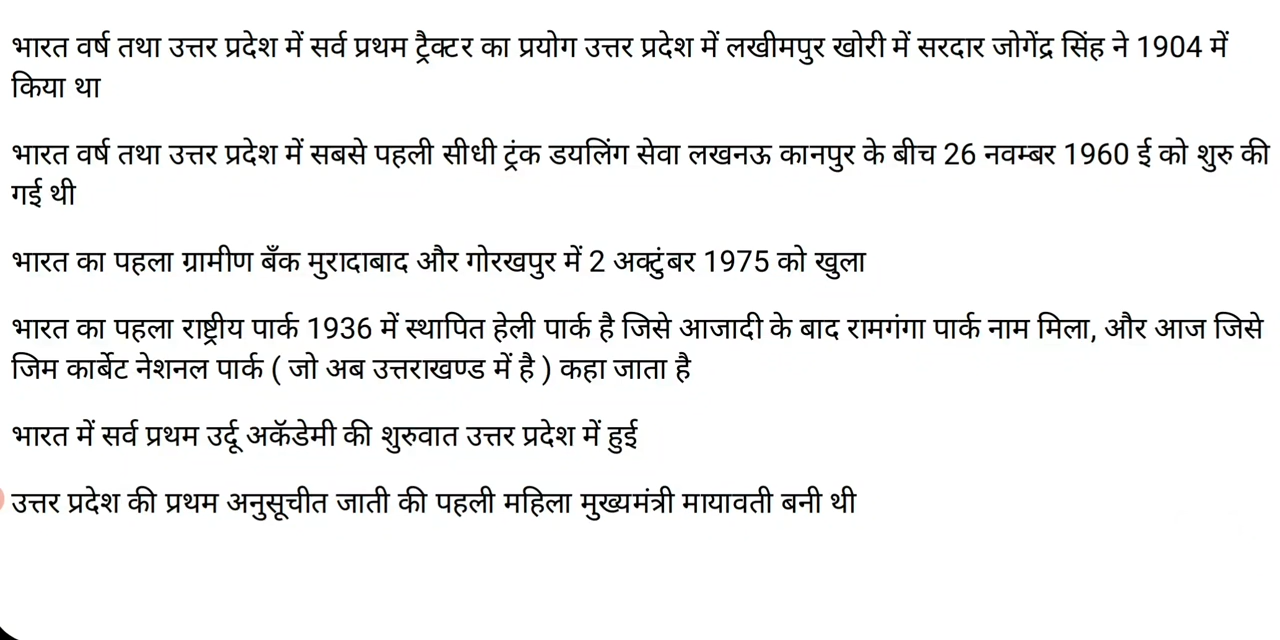 भारत वर्ष तथा उत्तर प्रदेश में सर्व प्रथम ट्रैक्टर का प्रयोग उत्तर प्रदेश में लखीमपुर खोरी में सरदार जोगेंद्र सिंह ने 1904 में
किया था
भारत वर्ष तथा उत्तर प्रदेश में सबसे पहली सीधी ट्रंक डयलिंग सेवा लखनऊ कानपुर के बीच 26 नवम्बर 1960 ई को शुरु की
गई थी
भारत का पहला ग्रामीण बँक मुरादाबाद और गोरखपुर में 2 अक्टुंबर 1975 को खुला
भारत का पहला राष्ट्रीय पार्क 1936 में स्थापित हेली पार्क है जिसे आजादी के बाद रामगंगा पार्क नाम मिला, और आज जिसे
जिम कार्बेट नेशनल पार्क ( जो अब उत्तराखण्ड में है ) कहा जाता है
भारत में सर्व प्रथम उर्दू अकॅडेमी की शुरुवात उत्तर प्रदेश में हुई
उत्तर प्रदेश की प्रथम अनुसूचीत जाती की पहली महिला मुख्यमंत्री मायावती बनी थी